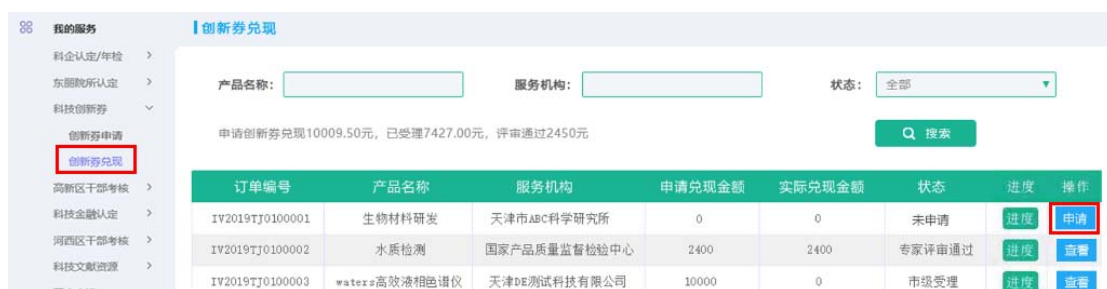 我的服务
创新券兑现
科企认定/年检
东丽院所认定
产品名称:
服务机构:
状态: 全部
科技创新券
创新券申请
申请创新券兑现10009.50元，已受理7427.00元，评审通过2450元
搜索
创新券兑现
高新区干部考核
订单编号 产品名称 服务机构 申请兑现金额 实际兑现金额 状态 进度 操作
科技金融认定
IV2019TJ0100001 生物材料研发 天津市ABC科学研究所 0 0 未申请 进度 申请
河西区干部考核
IV2019TJ0100002 水质检测 国家产品质量监督检验中心 2400 2400 专家评审通过 进度 查看
科技文献资源
IV2019TJ0100003 waters高效液相色谱仪 天津DE测试科技有限公司 10000 0 市级受理 进度 查看